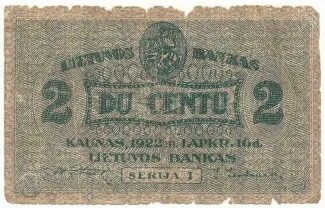 LIETUVOS BANKAS
2 DU CENTU 2
KAUNAS, 1922 m. LAPKR. 16 d.
LIETUVOS BANKAS
SERIJA I